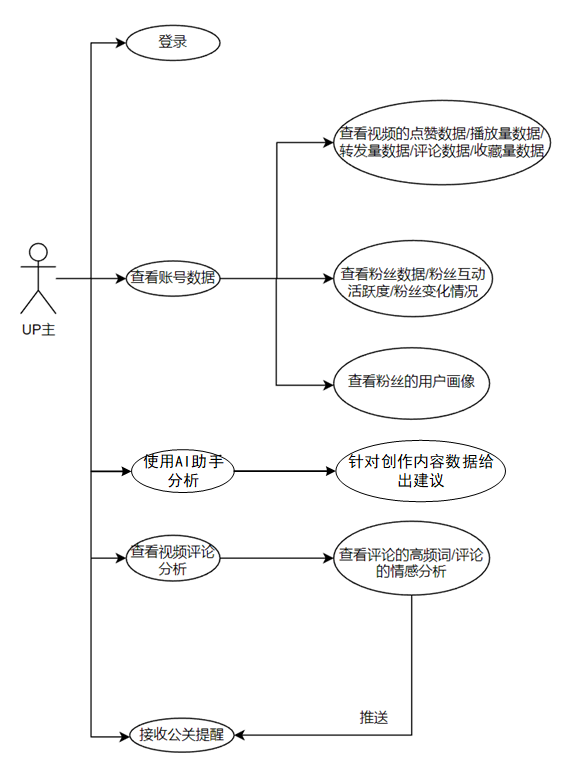 登录
查看视频的点赞数据/播放量数据/
转发量数据/评论数据/收藏量数据
UP主
查看账号数据
查看粉丝数据/粉丝互动
活跃度/粉丝变化情况
查看粉丝的用户画像
使用AI助手
分析
针对创作内容数据给
出建议
查看视频评论
分析
查看评论的高频词/评论
的情感分析
推送
接收公关提醒